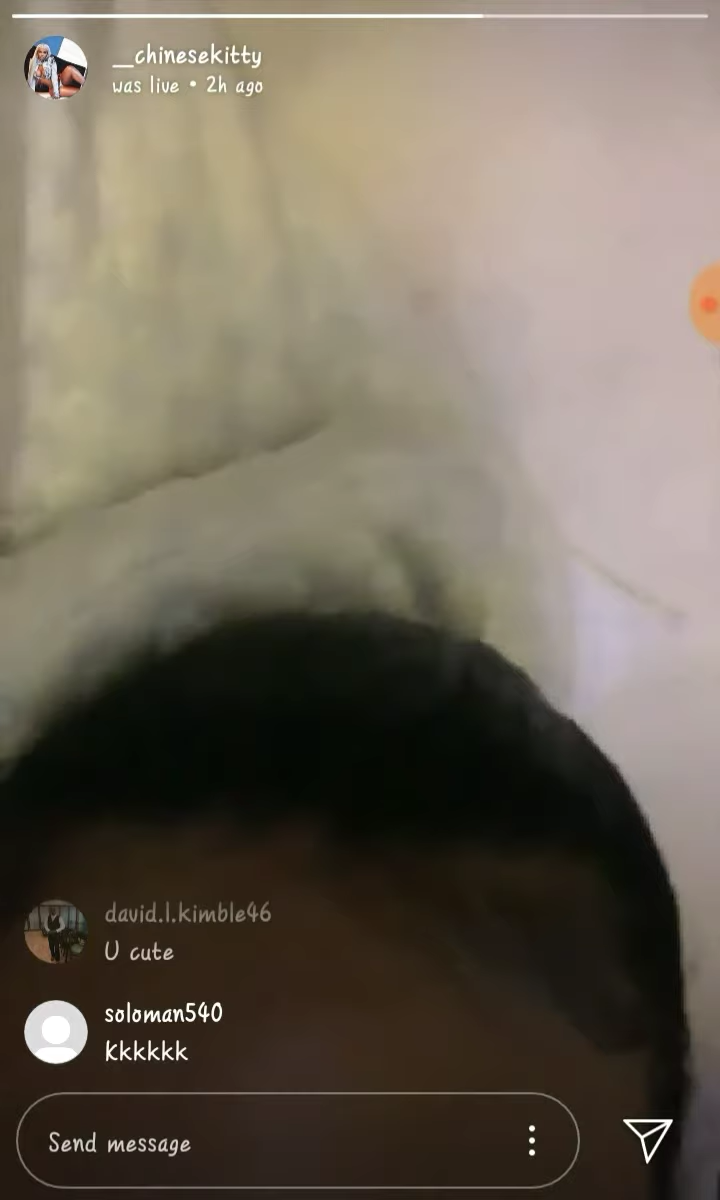 __chinesekitty
was live • 2h ago
david.l.kimble46
U cute
soloman540
Kkkkkk
Send message